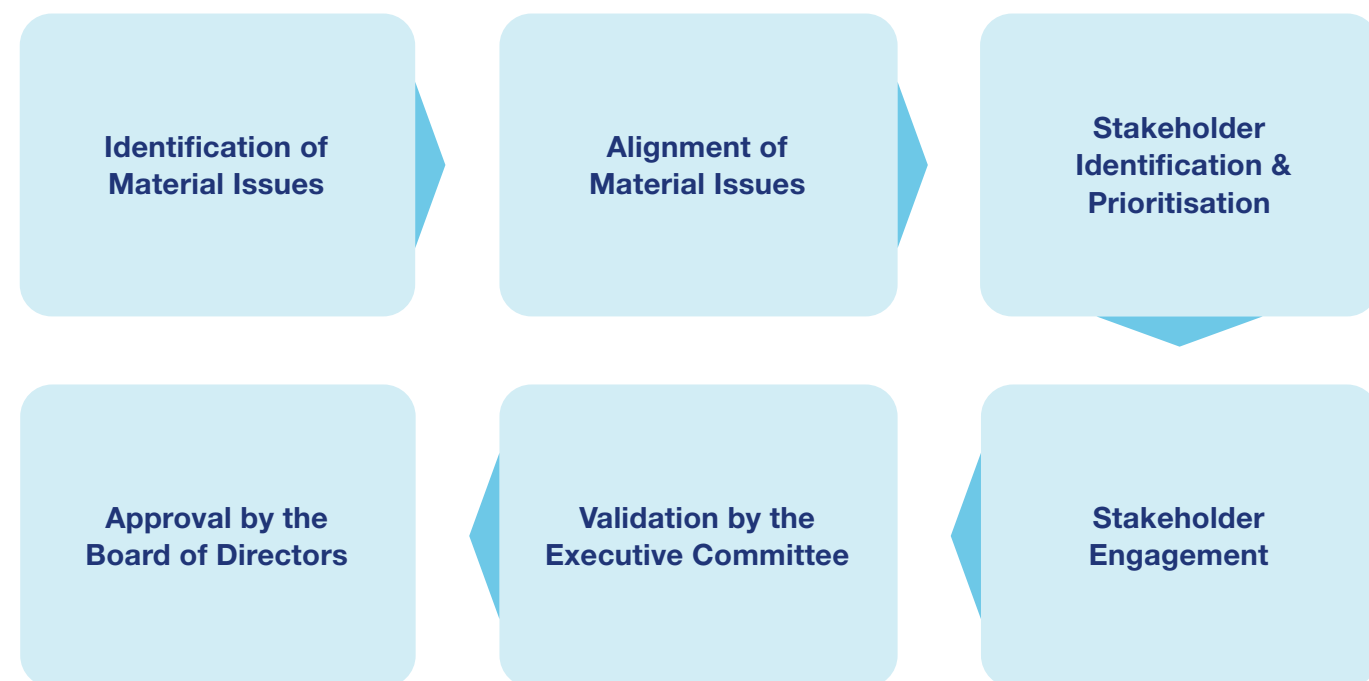 Identification of
Material Issues
Alignment of
Material Issues
Stakeholder
Identification &
Prioritisation
Stakeholder
Engagement
Validation by the
Executive Committee
Approval by the
Board of Directors